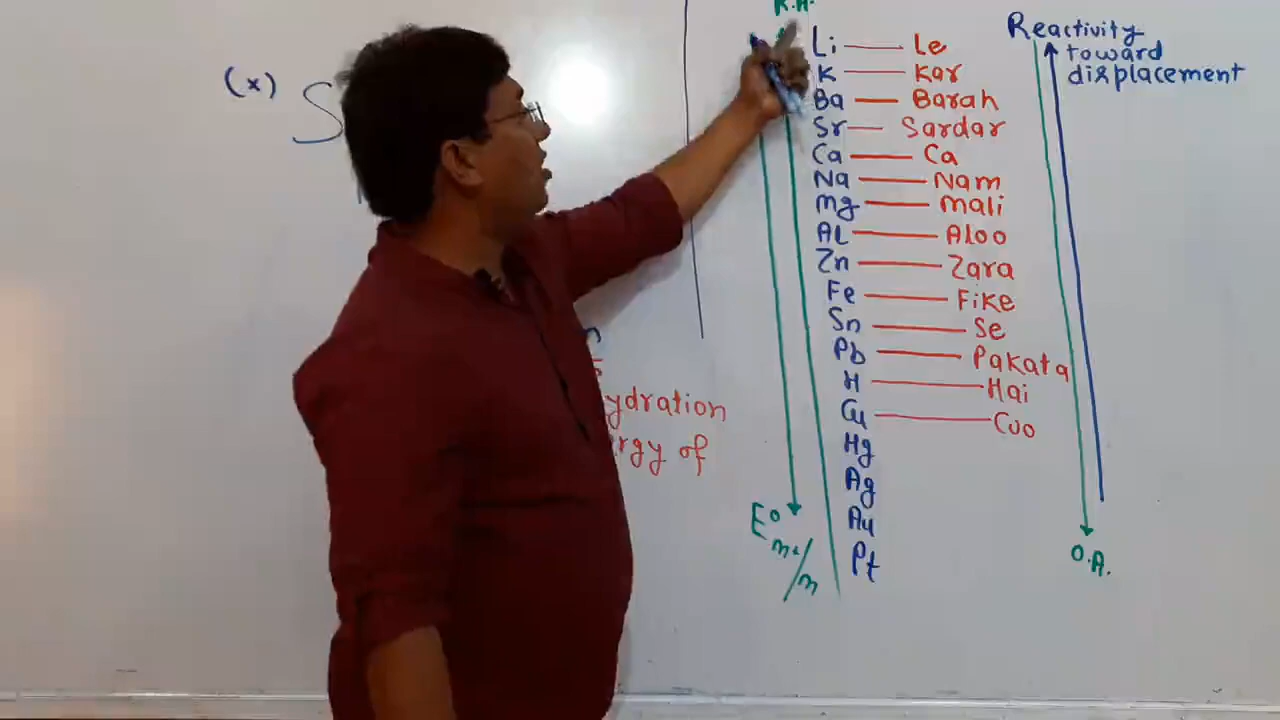 (x) S
R.A.
Li — Le
K — Kar
Ba — Barah
Sr — Sardar
Ca — Ca
Na — Nam
Mg — Mali
AL — Aloo
Zn — Zara
Fe — Fike
Sn — Se
Pb — Pakata
H — Hai
Cu — Cuo
Hg
Ag
Au
Pt
Reactivity
toward
displacement
O.A.
ydration
rgy of
E°